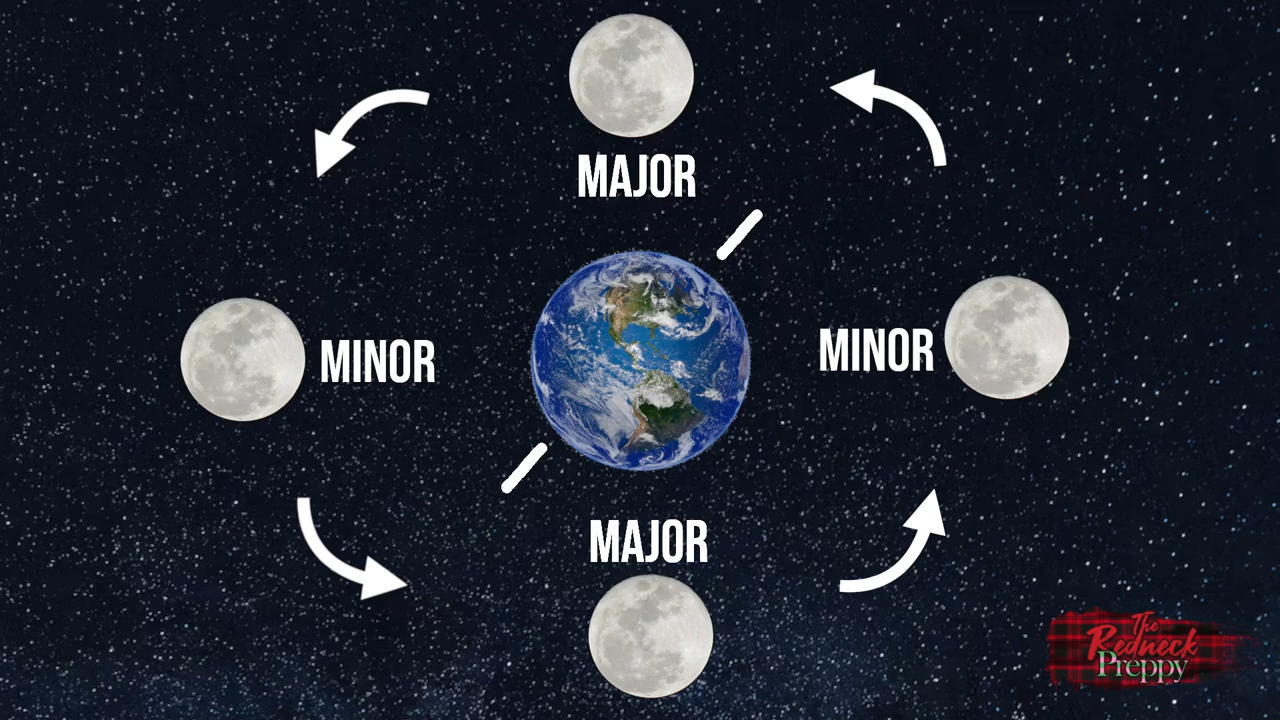 MAJOR
MINOR
MINOR
MAJOR
The
Redneck
Preppy